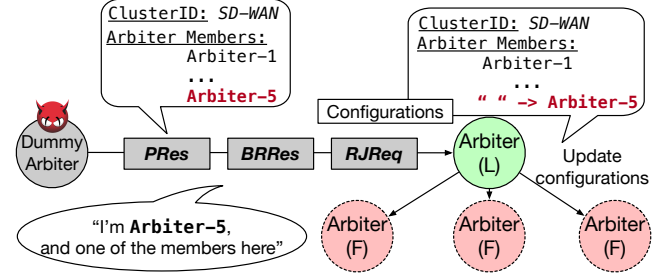 ClusterID: SD-WAN
Arbiter Members:
Arbiter-1
...
Arbiter-5
ClusterID: SD-WAN
Arbiter Members:
Arbiter-1
...
“ “ -> Arbiter-5
Configurations
Dummy
Arbiter
PRes
BRRes
RJReq
Arbiter
(L)
Update
configurations
“I’m Arbiter-5,
and one of the members here”
Arbiter
(F)
Arbiter
(F)
Arbiter
(F)